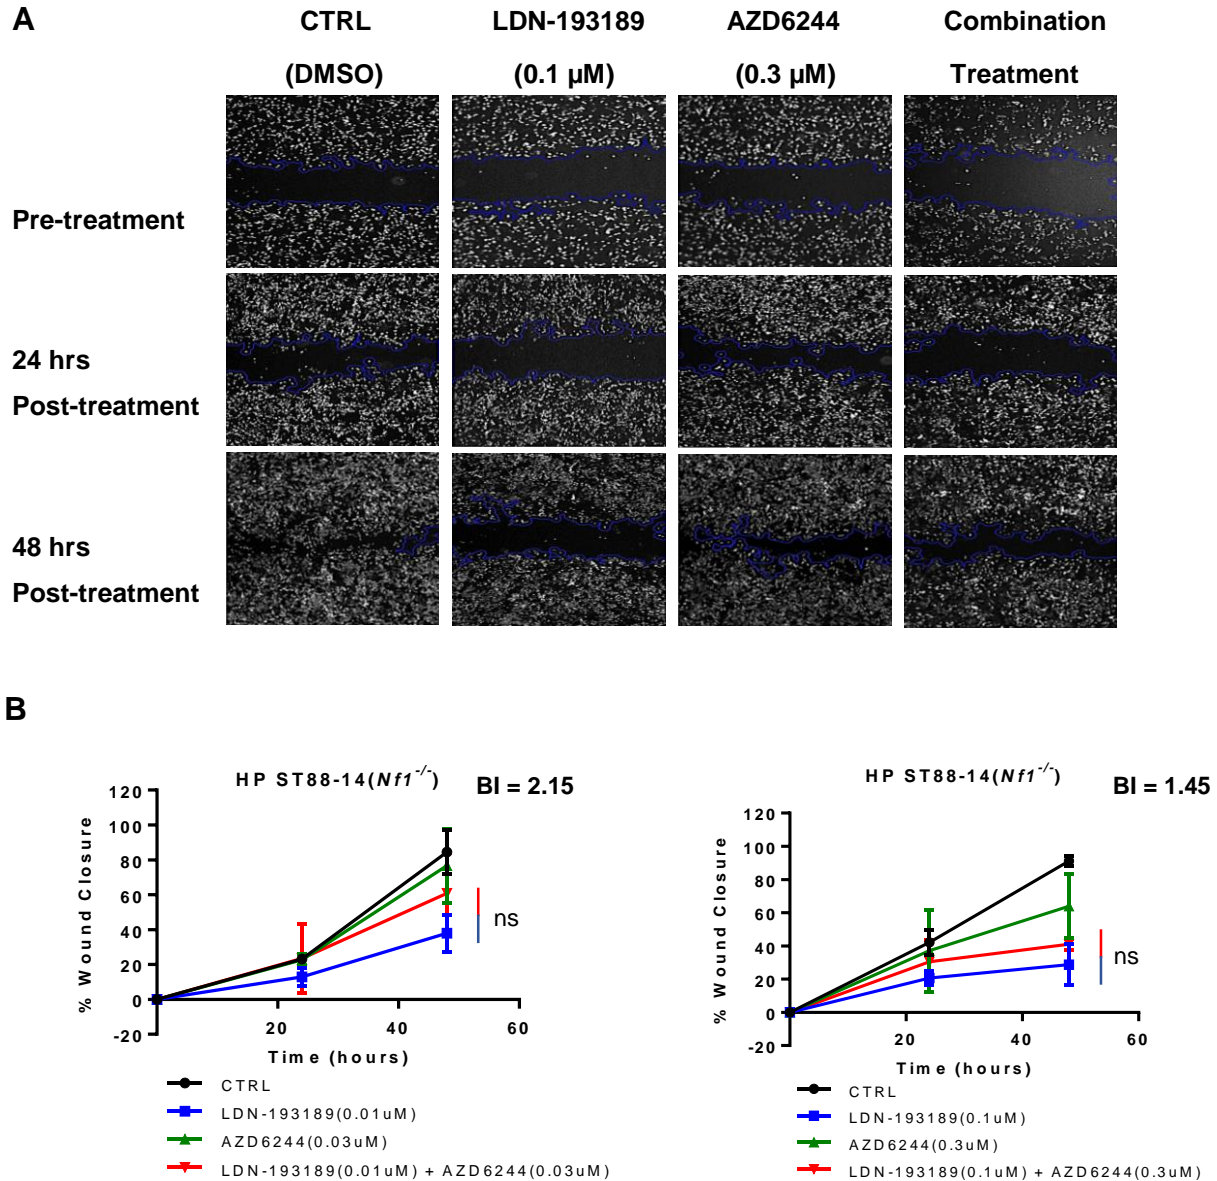 A
CTRL LDN-193189 AZD6244 Combination
(DMSO) (0.1 µM) (0.3 µM) Treatment
Pre-treatment
24 hrs
Post-treatment
48 hrs
Post-treatment
B
HP ST88-14(Nf1-/-) BI = 2.15
120
100
80
60
40
20
0
-20
% Wound Closure
20 40 60
Time (hours)
ns
CTRL
LDN-193189(0.01uM)
AZD6244(0.03uM)
LDN-193189(0.01uM) + AZD6244(0.03uM)
HP ST88-14(Nf1-/-) BI = 1.45
120
100
80
60
40
20
0
-20
% Wound Closure
20 40 60
Time (hours)
ns
CTRL
LDN-193189(0.1uM)
AZD6244(0.3uM)
LDN-193189(0.1uM) + AZD6244(0.3uM)